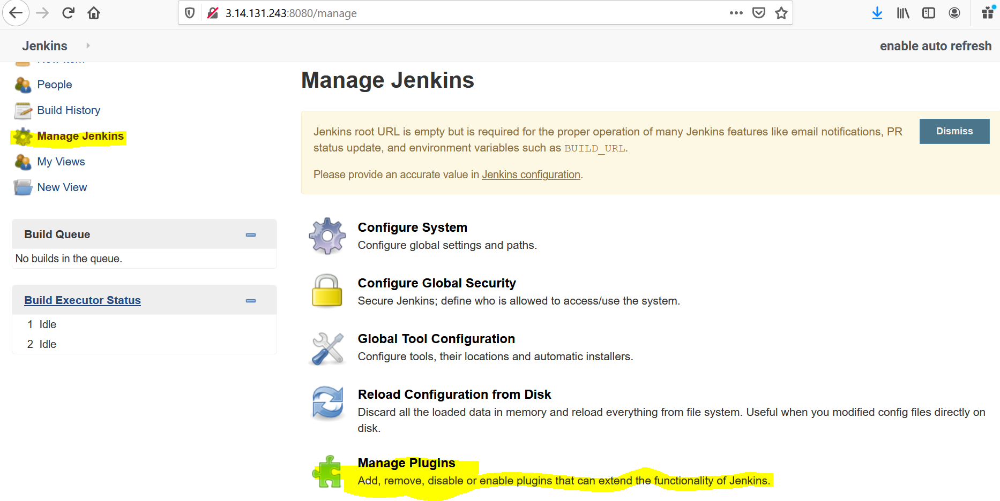 3.14.131.243:8080/manage
Jenkins
enable auto refresh
New Item
People
Build History
Manage Jenkins
My Views
New View
Build Queue
No builds in the queue.
Build Executor Status
1 Idle
2 Idle
Manage Jenkins
Jenkins root URL is empty but is required for the proper operation of many Jenkins features like email notifications, PR
status update, and environment variables such as BUILD_URL.
Dismiss
Please provide an accurate value in Jenkins configuration.
Configure System
Configure global settings and paths.
Configure Global Security
Secure Jenkins; define who is allowed to access/use the system.
Global Tool Configuration
Configure tools, their locations and automatic installers.
Reload Configuration from Disk
Discard all the loaded data in memory and reload everything from file system. Useful when you modified config files directly on
disk.
Manage Plugins
Add, remove, disable or enable plugins that can extend the functionality of Jenkins.